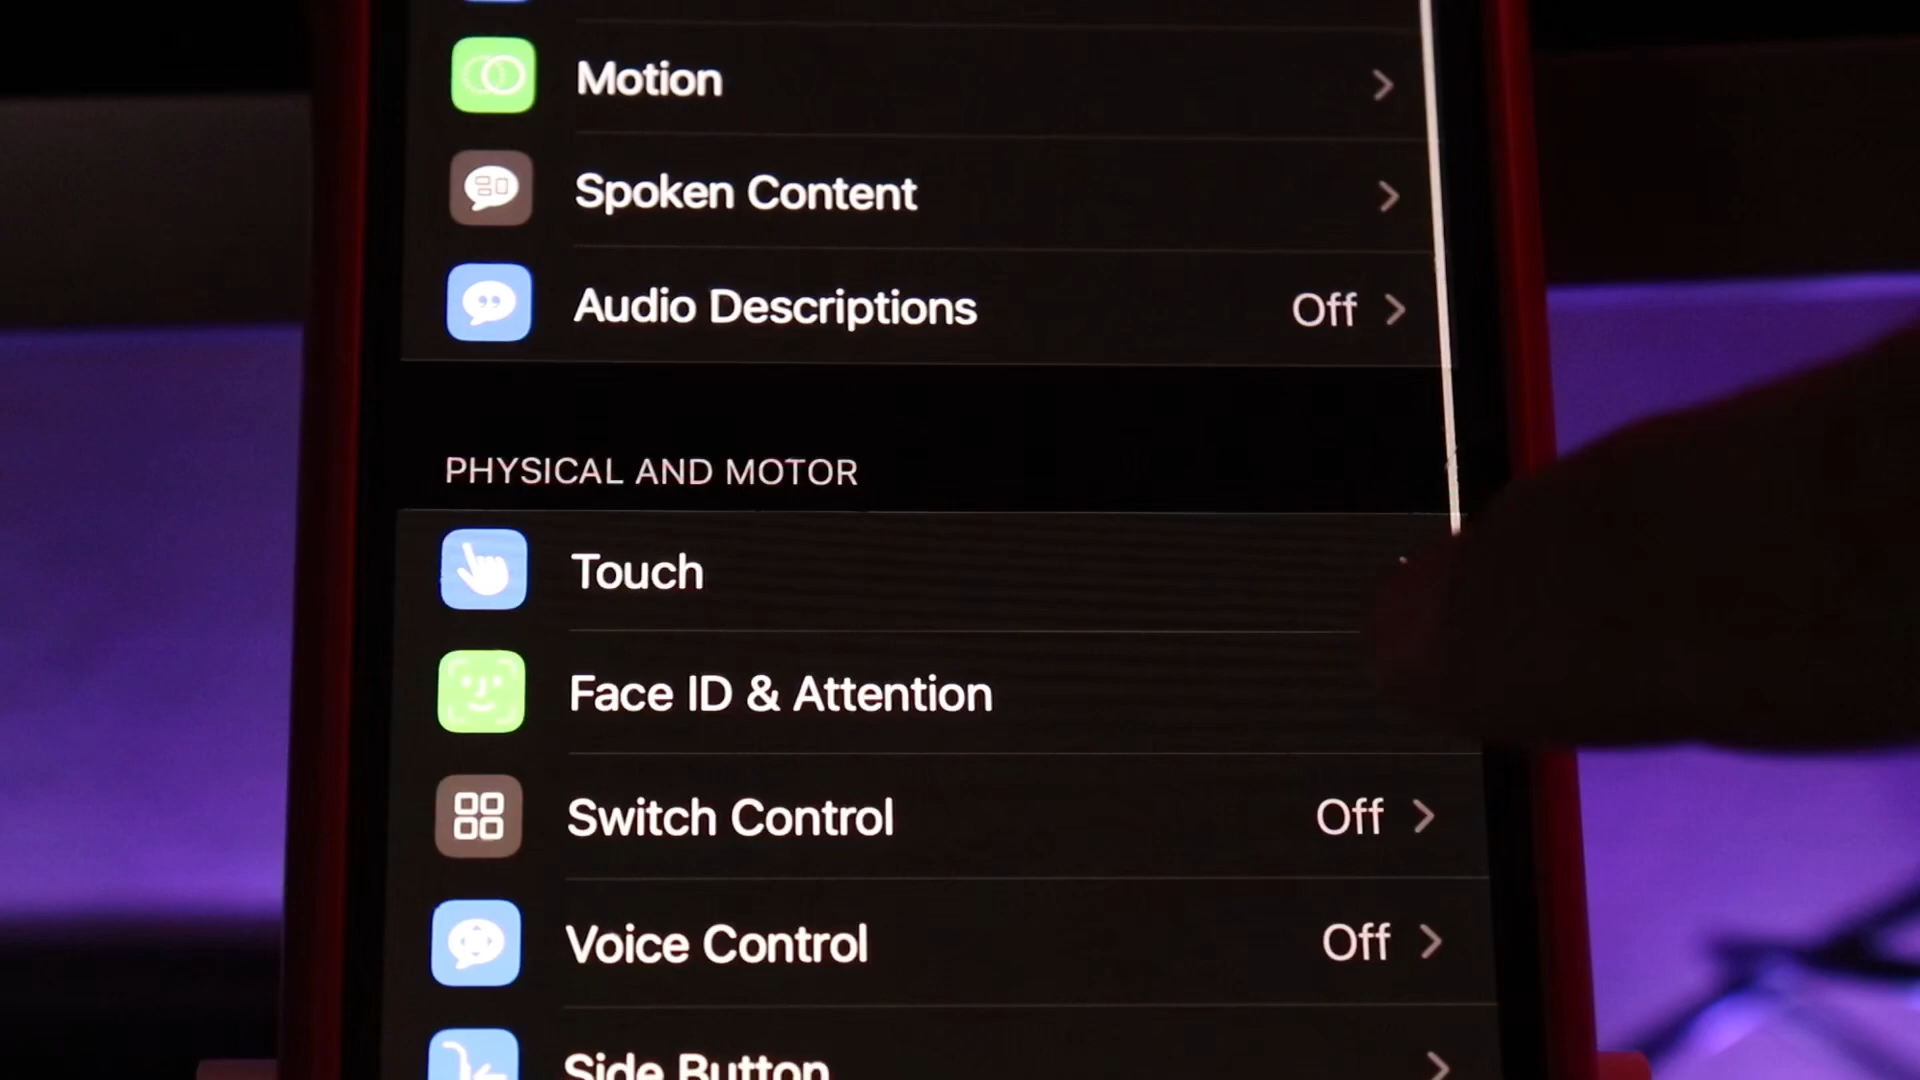 Motion
Spoken Content
Audio Descriptions Off
PHYSICAL AND MOTOR
Touch
Face ID & Attention
Switch Control Off
Voice Control Off
Side Button